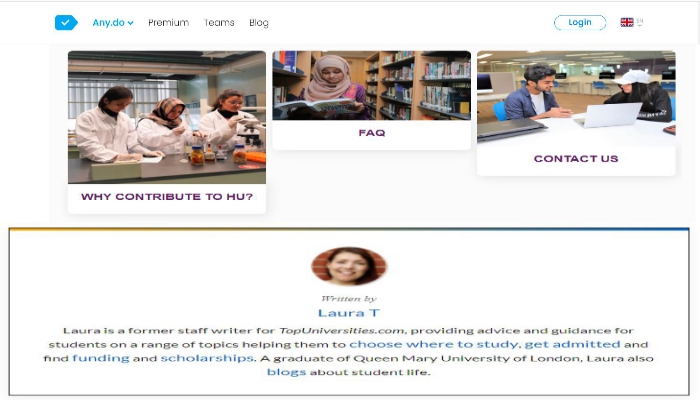 Any.do Premium Teams Blog Login EN
WHY CONTRIBUTE TO HU?
FAQ
CONTACT US
Written by
Laura T
Laura is a former staff writer for TopUniversities.com, providing advice and guidance for
students on a range of topics helping them to choose where to study, get admitted and
find funding and scholarships. A graduate of Queen Mary University of London, Laura also
blogs about student life.